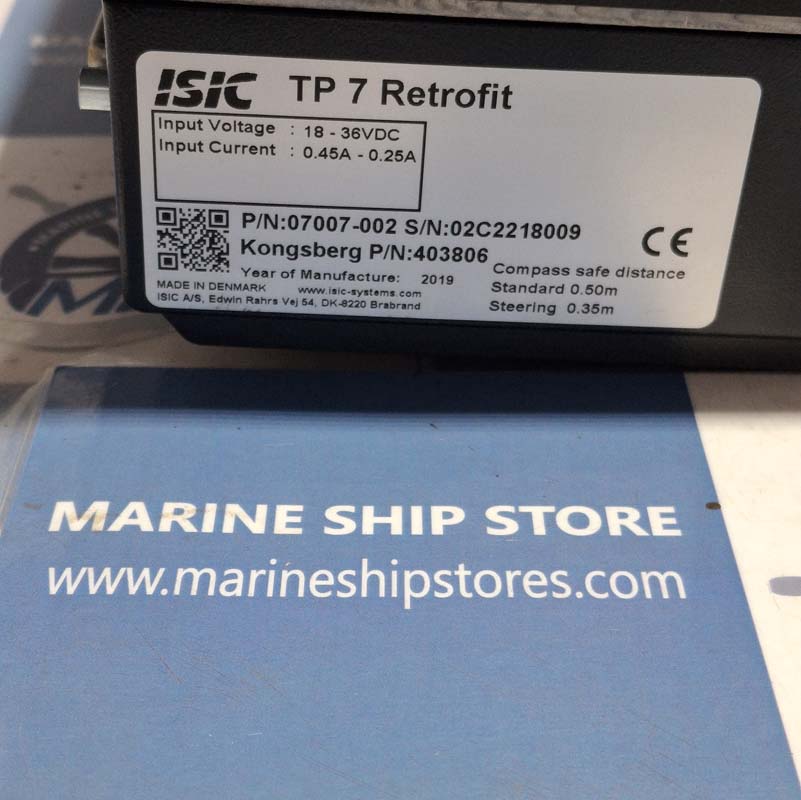 ISIC TP 7 Retrofit
Input Voltage : 18 - 36VDC
Input Current : 0.45A - 0.25A
P/N:07007-002 S/N:02C2218009
Kongsberg P/N:403806
Year of Manufacture: 2019
MADE IN DENMARK www.isic-systems.com
ISIC A/S, Edwin Rahrs Vej 54, DK-8220 Brabrand
CE
Compass safe distance
Standard 0.50m
Steering 0.35m
MARINE SHIP STORE
www.marineshipstores.com